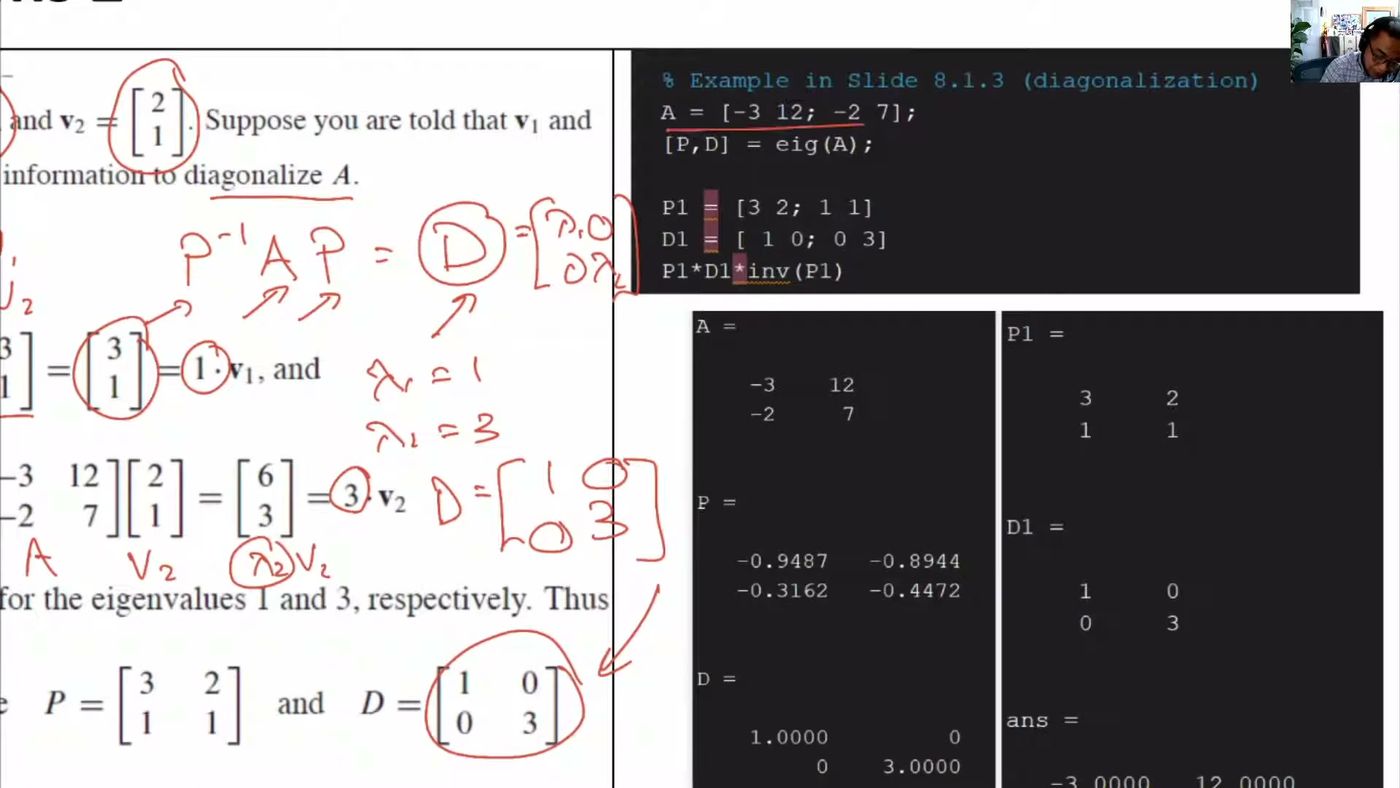 and v₂ = [2 1]. Suppose you are told that v₁ and
information to diagonalize A.
P⁻¹ A P = D = [λ₁ 0
0 λ₂]
[3 1] = 1 · v₁, and
λ₁ = 1
λ₂ = 3
-3 12 2 6
-2 7 1 = 3 = 3 · v₂
D = [1 0
0 3]
A v₂ λ₂ v₂
for the eigenvalues 1 and 3, respectively. Thus
P = [3 2
1 1] and D = [1 0
0 3]
% Example in Slide 8.1.3 (diagonalization)
A = [-3 12; -2 7];
[P,D] = eig(A);
P1 = [3 2; 1 1]
D1 = [ 1 0; 0 3]
P1*D1*inv(P1)
A =
-3 12
-2 7
P =
-0.9487 -0.8944
-0.3162 -0.4472
D =
1.0000 0
0 3.0000
P1 =
3 2
1 1
D1 =
1 0
0 3
ans =
-3.0000 12.0000